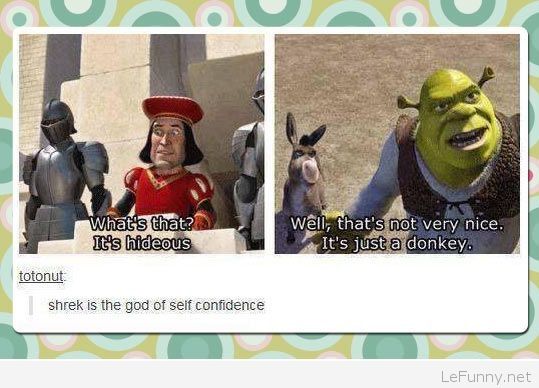 What's that?
It's hideous
Well, that's not very nice.
It's just a donkey.
totonut:
shrek is the god of self confidence
LeFunny.net